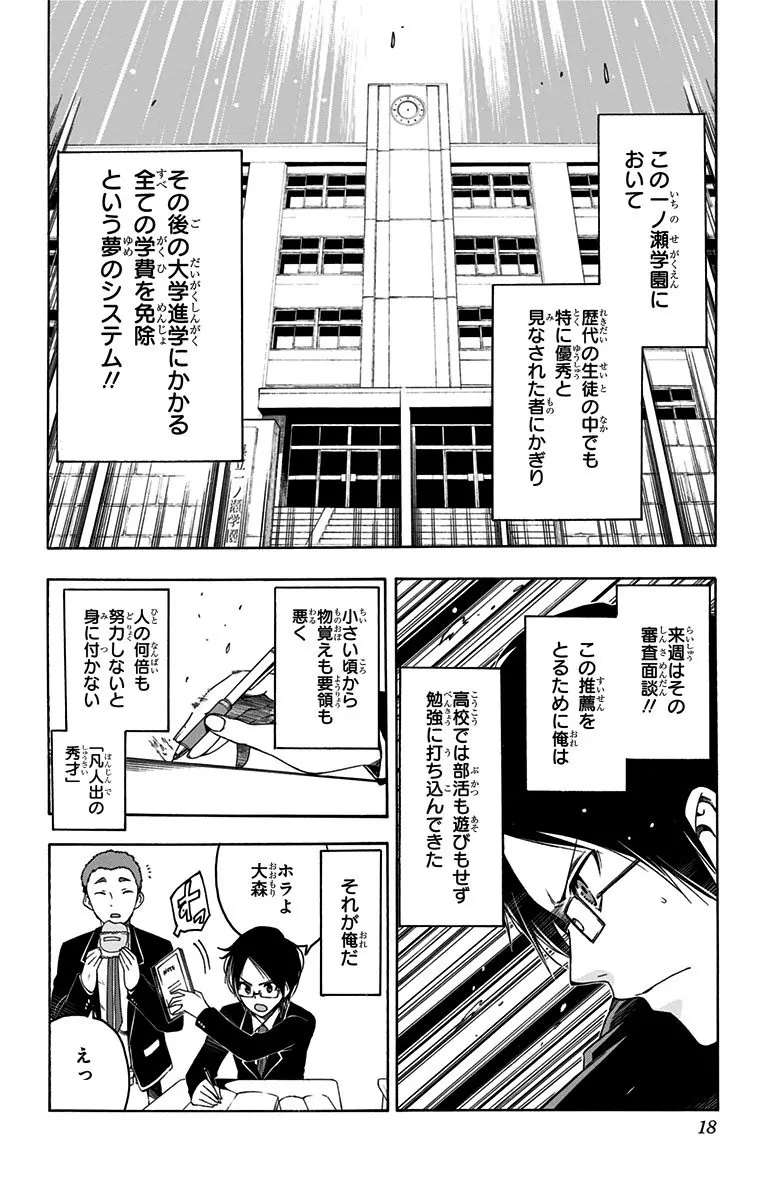 この一ノ瀬学園に
おいて
歴代の生徒の中でも
特に優秀と
見なされた者にかぎり
その後の大学進学にかかる
全ての学費を免除
という夢のシステム!!
一ノ瀬学園
来週はその
審査面談!!
この推薦を
とるために俺は
高校では部活も遊びもせず
勉強に打ち込んできた
小さい頃から
物覚えも要領も
悪く
人の何倍も
努力しないと
身に付かない
「凡人出の
秀才」
それが俺だ
ホラよ
大森
えっ
NOTE
18